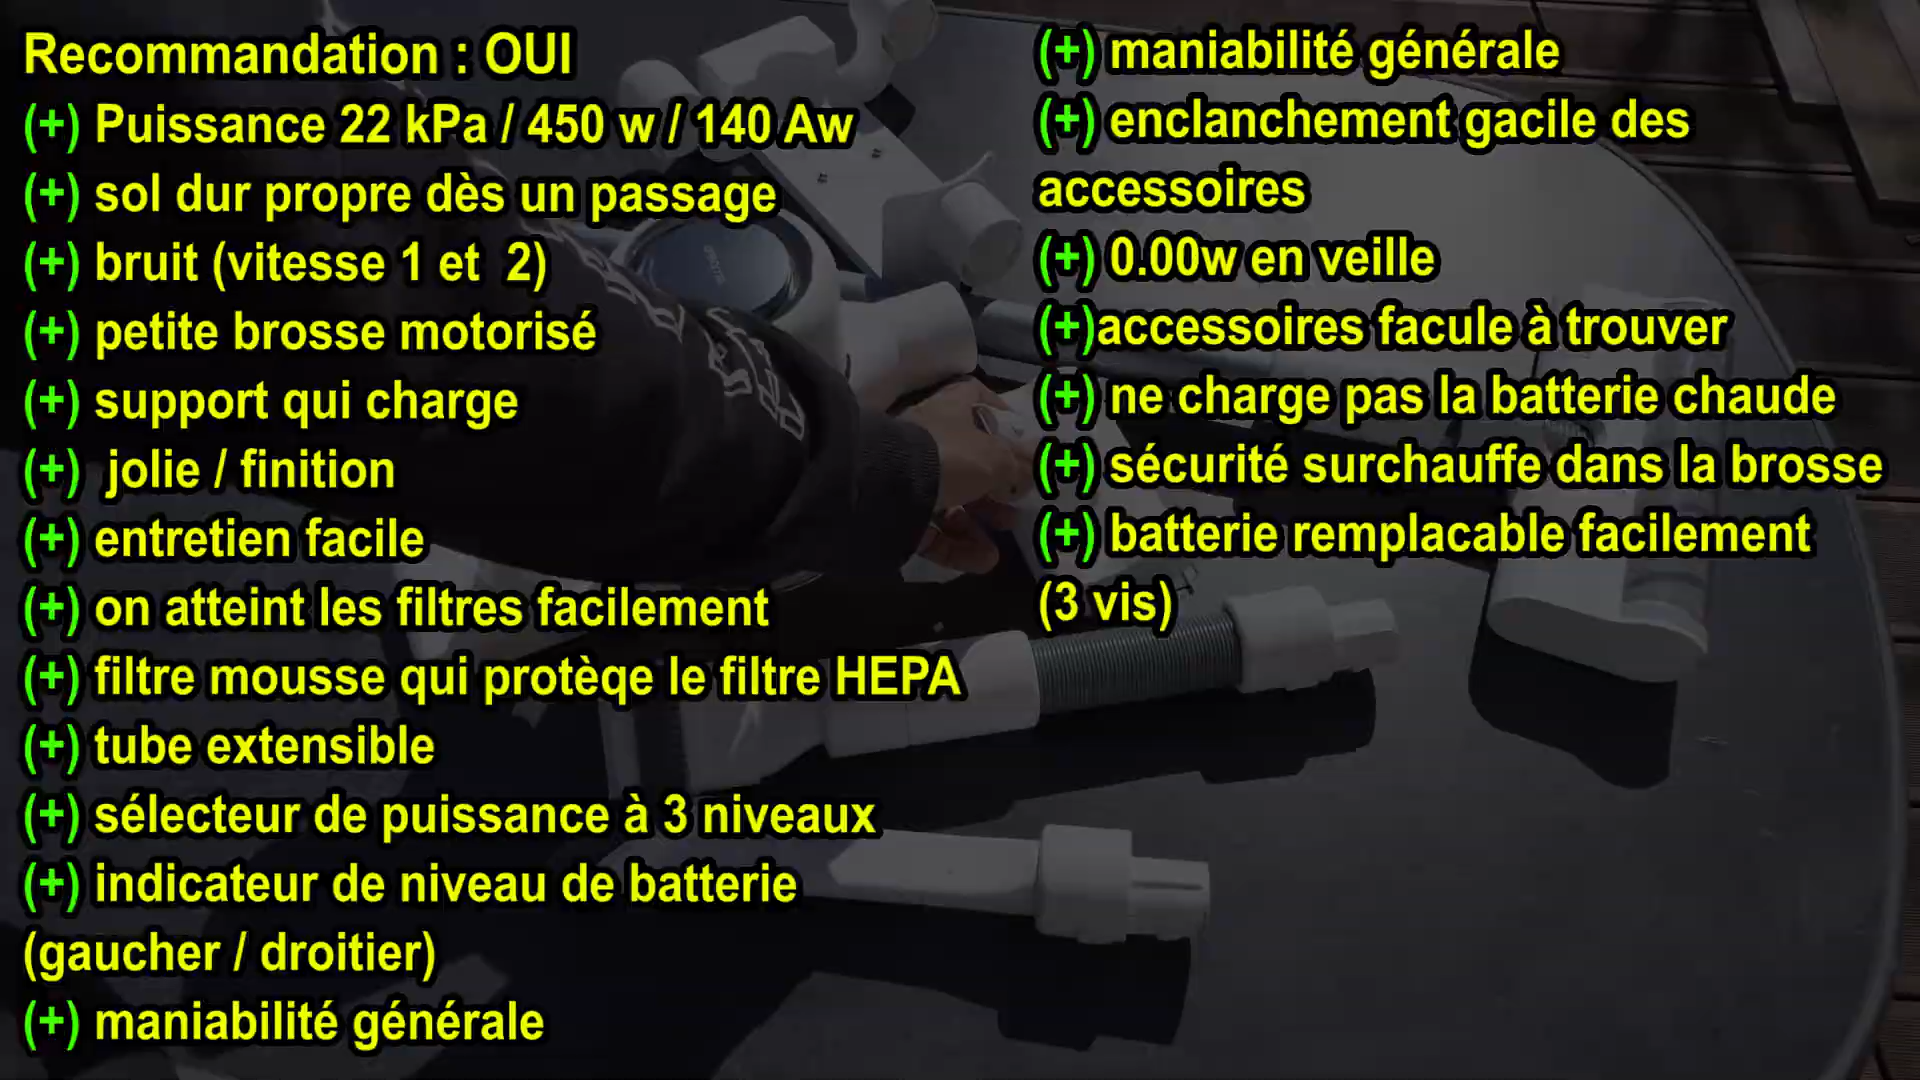 Recommandation : OUI
(+) Puissance 22 kPa / 450 w / 140 Aw
(+) sol dur propre dès un passage
(+) bruit (vitesse 1 et  2)
(+) petite brosse motorisé
(+) support qui charge
(+)  jolie / finition
(+) entretien facile
(+) on atteint les filtres facilement
(+) filtre mousse qui protège le filtre HEPA
(+) tube extensible
(+) sélecteur de puissance à 3 niveaux
(+) indicateur de niveau de batterie
(gaucher / droitier)
(+) maniabilité générale
(+) maniabilité générale
(+) enclanchement gacile des
accessoires
(+) 0.00w en veille
(+)accessoires facule à trouver
(+) ne charge pas la batterie chaude
(+) sécurité surchauffe dans la brosse
(+) batterie remplacable facilement
(3 vis)